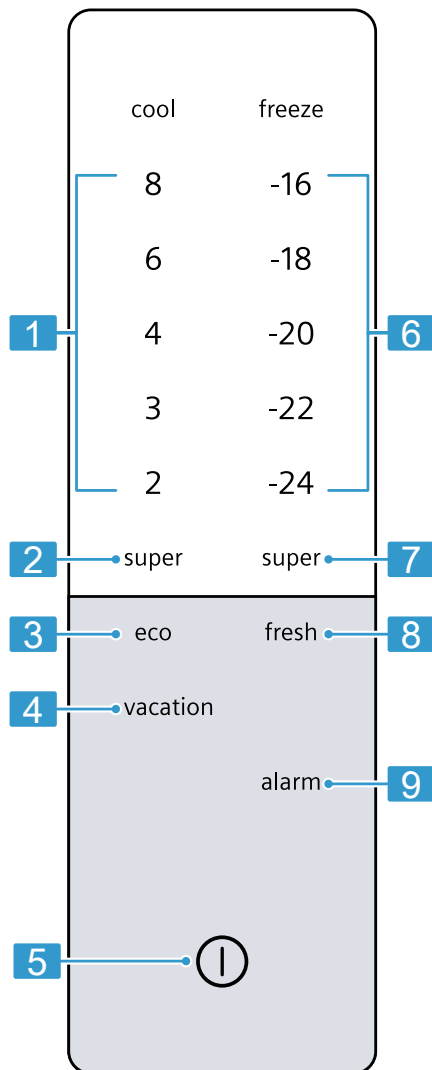 cool freeze
8 -16
6 -18
1 4 -20 6
3 -22
2 -24
2 super super 7
3 eco fresh 8
4 vacation
alarm 9
5